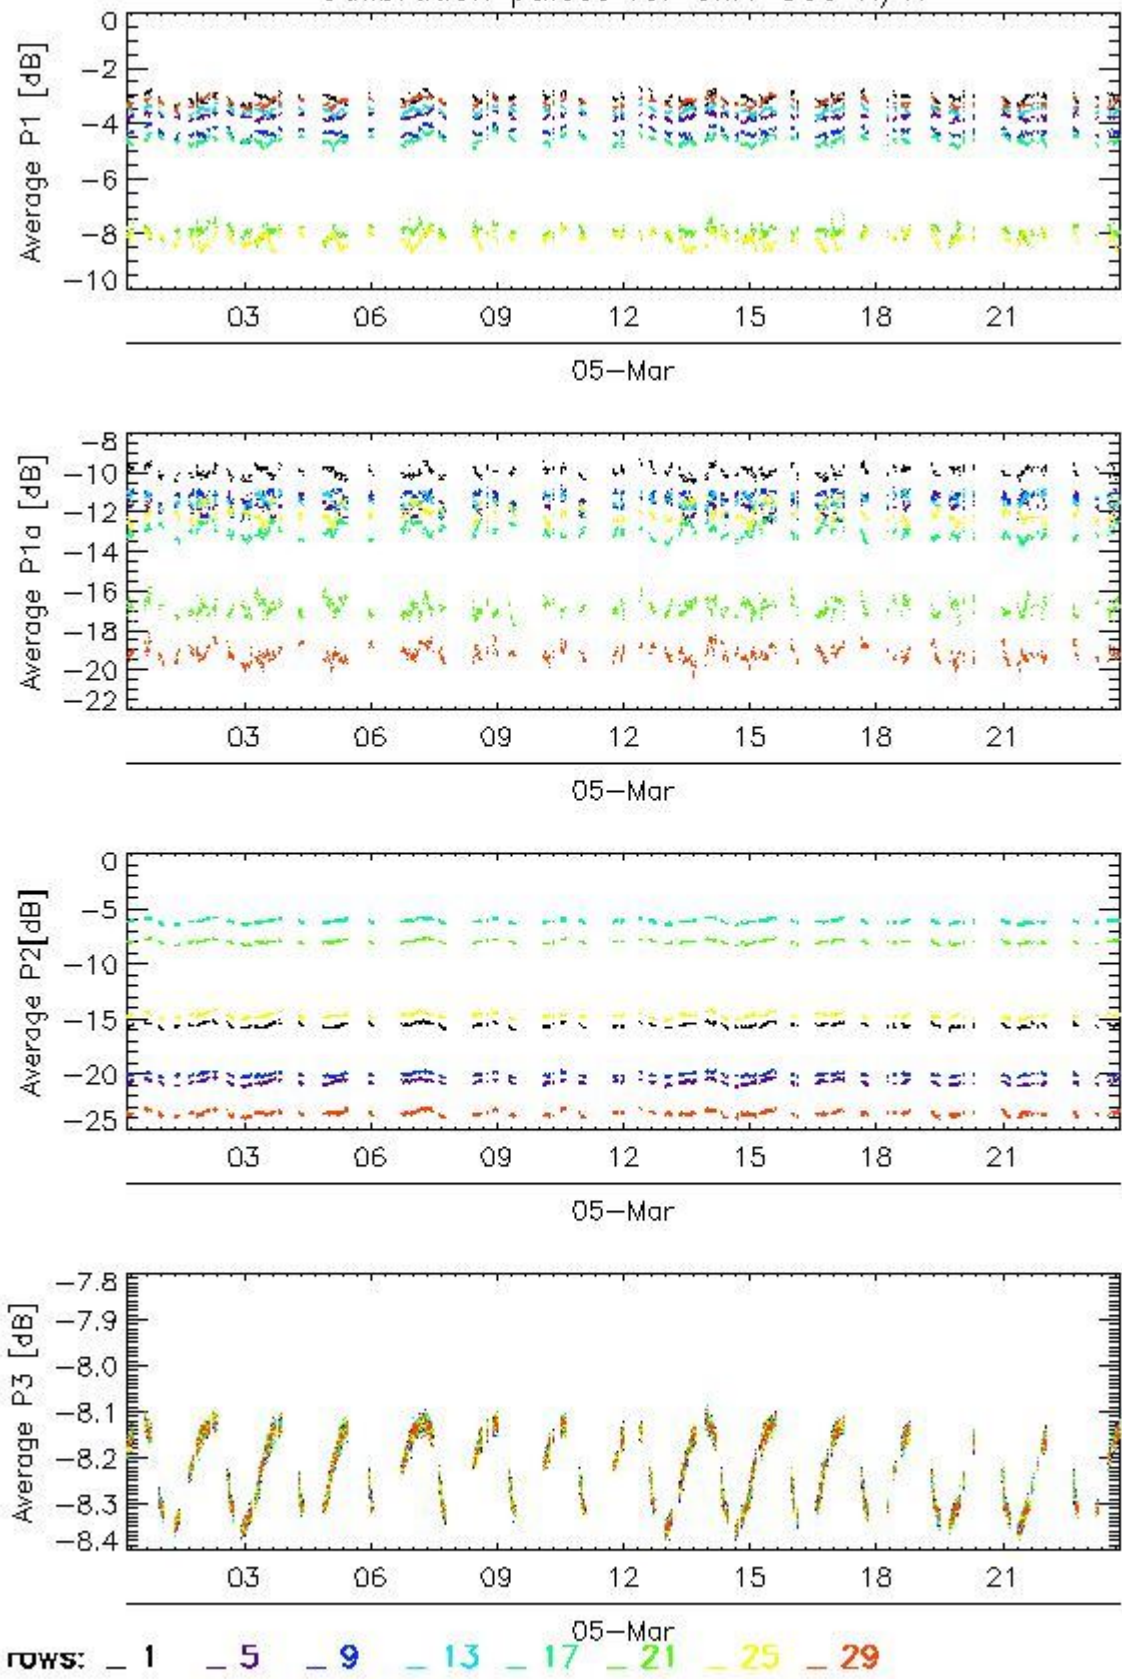 Average P1 [dB]
0
−2
−4
−6
−8
−10
03 06 09 12 15 18 21
05−Mar
Average P1a [dB]
−8
−10
−12
−14
−16
−18
−20
−22
03 06 09 12 15 18 21
05−Mar
Average P2[dB]
0
−5
−10
−15
−20
−25
03 06 09 12 15 18 21
05−Mar
Average P3 [dB]
−7.8
−7.9
−8.0
−8.1
−8.2
−8.3
−8.4
03 06 09 12 15 18 21
05−Mar
rows: _ 1 _ 5 _ 9 _ 13 _ 17 _ 21 _ 25 _ 29